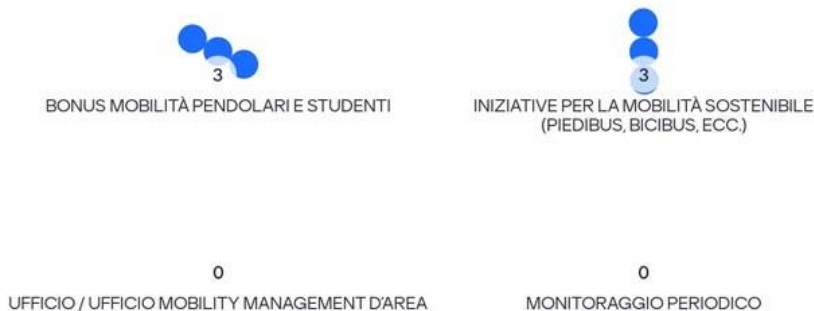 3
BONUS MOBILITÀ PENDOLARI E STUDENTI
3
INIZIATIVE PER LA MOBILITÀ SOSTENIBILE
(PIEDIBUS, BICIBUS, ECC.)
0
UFFICIO / UFFICIO MOBILITY MANAGEMENT D'AREA
0
MONITORAGGIO PERIODICO